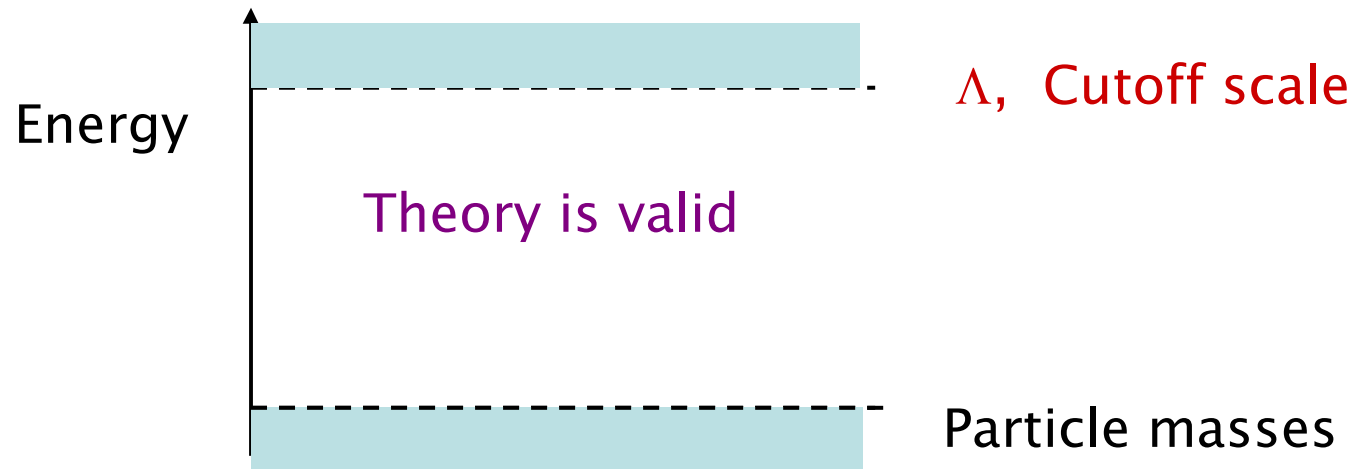 Λ, Cutoff scale
Energy
Theory is valid
Particle masses